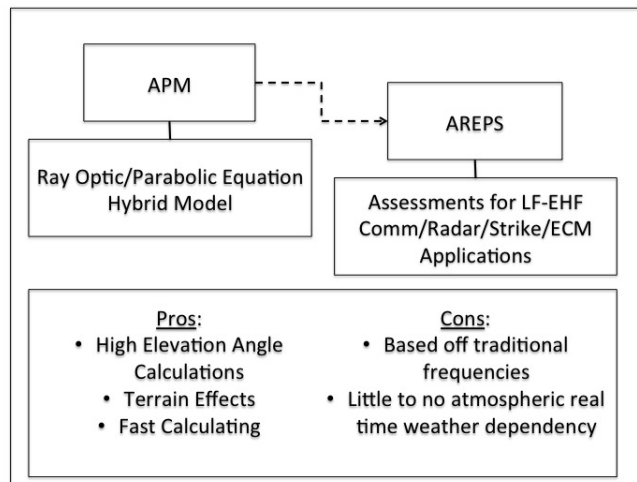 APM
AREPS
Ray Optic/Parabolic Equation
Hybrid Model
Assessments for LF-EHF
Comm/Radar/Strike/ECM
Applications
Pros:
• High Elevation Angle
Calculations
• Terrain Effects
• Fast Calculating
Cons:
• Based off traditional
frequencies
• Little to no atmospheric real
time weather dependency